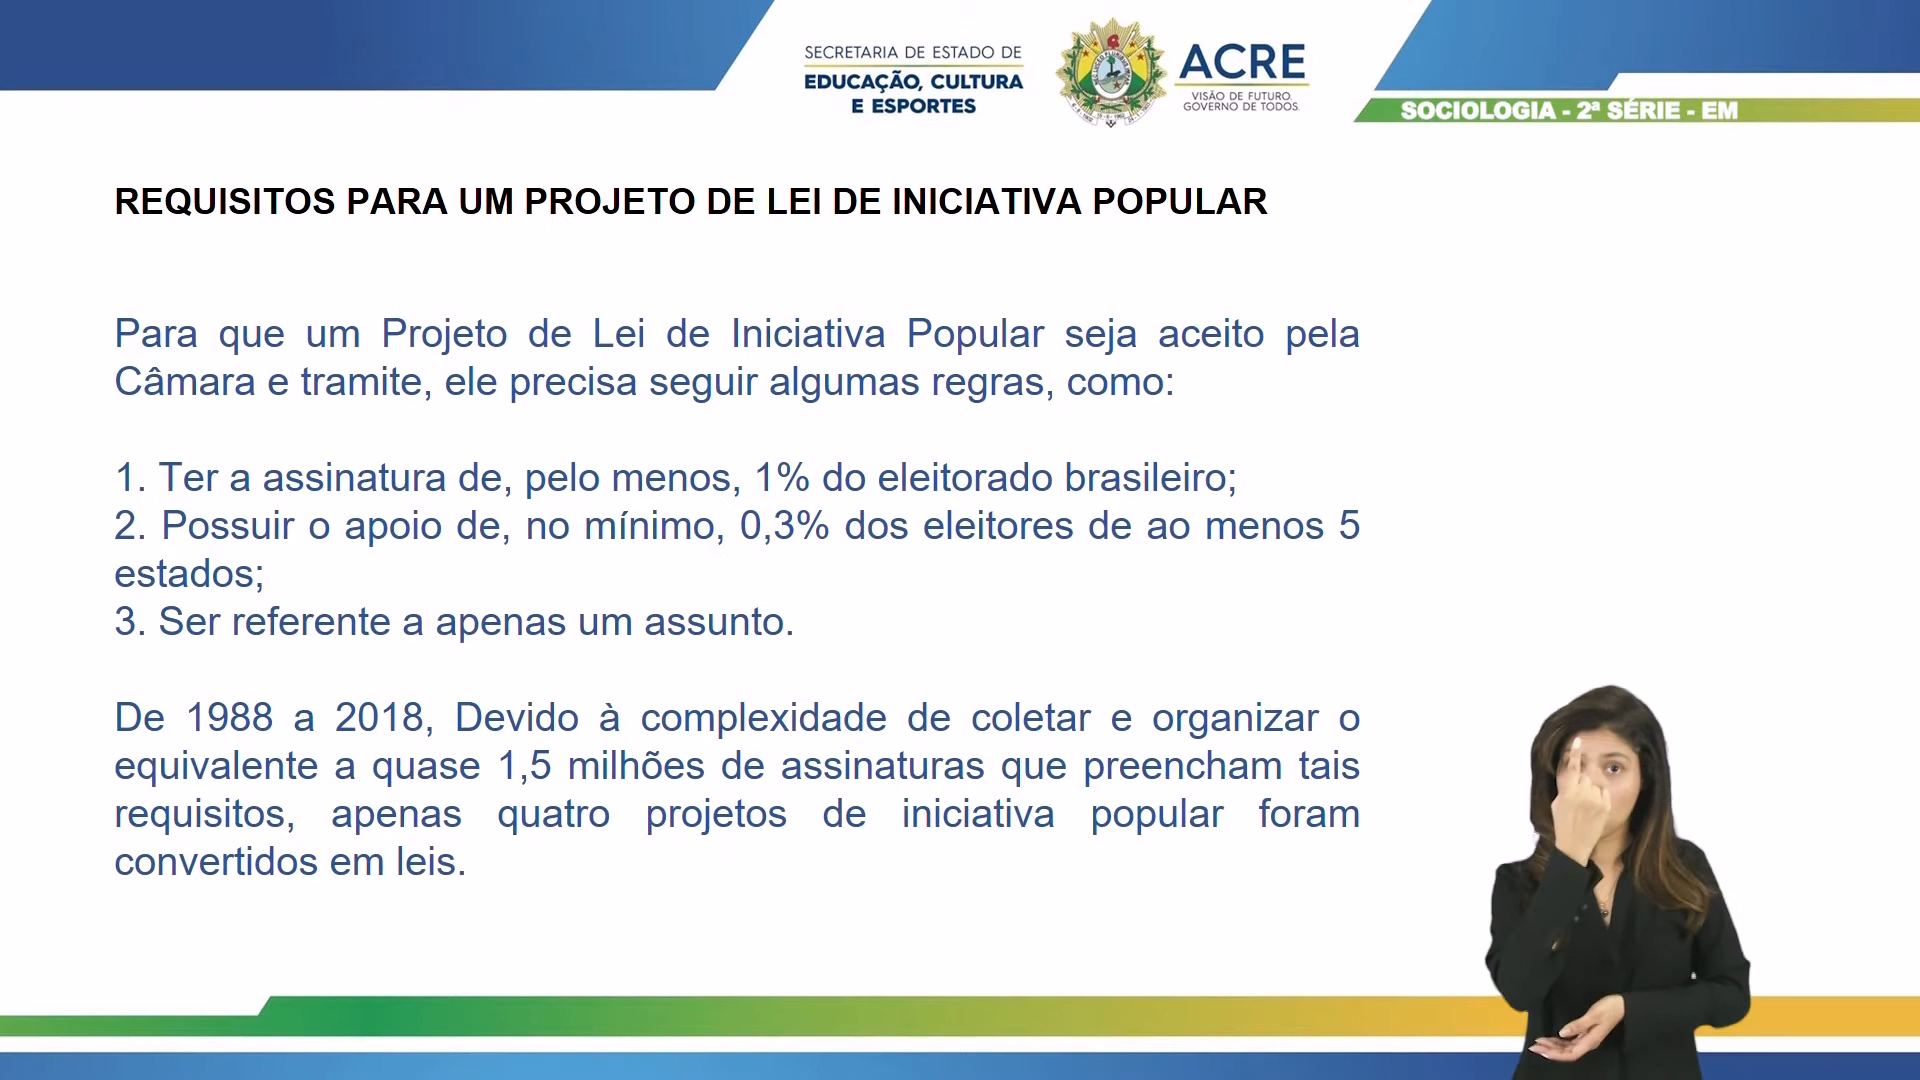 SECRETARIA DE ESTADO DE
EDUCAÇÃO, CULTURA
E ESPORTES
ACRE
VISÃO DE FUTURO.
GOVERNO DE TODOS.
SOCIOLOGIA - 2ª SÉRIE - EM
REQUISITOS PARA UM PROJETO DE LEI DE INICIATIVA POPULAR
Para que um Projeto de Lei de Iniciativa Popular seja aceito pela
Câmara e tramite, ele precisa seguir algumas regras, como:
1. Ter a assinatura de, pelo menos, 1% do eleitorado brasileiro;
2. Possuir o apoio de, no mínimo, 0,3% dos eleitores de ao menos 5
estados;
3. Ser referente a apenas um assunto.
De 1988 a 2018, Devido à complexidade de coletar e organizar o
equivalente a quase 1,5 milhões de assinaturas que preencham tais
requisitos, apenas quatro projetos de iniciativa popular foram
convertidos em leis.